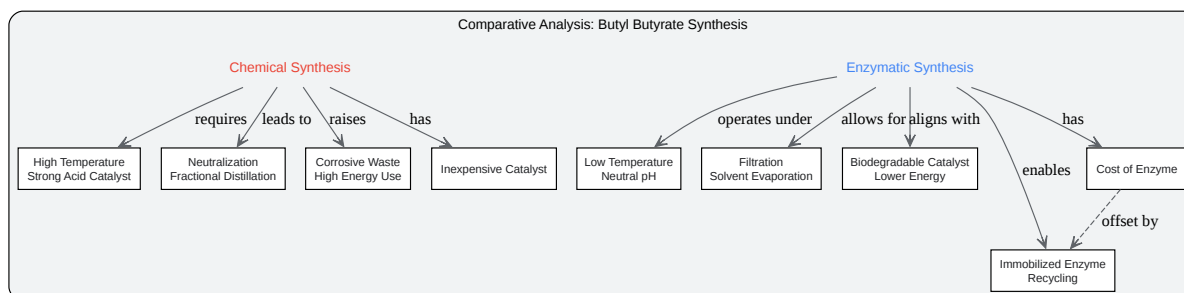 Comparative Analysis: Butyl Butyrate Synthesis
Chemical Synthesis
Enzymatic Synthesis
requires
leads to
raises
has
operates under
allows for
aligns with
has
High Temperature
Strong Acid Catalyst
Neutralization
Fractional Distillation
Corrosive Waste
High Energy Use
Inexpensive Catalyst
Low Temperature
Neutral pH
Filtration
Solvent Evaporation
Biodegradable Catalyst
Lower Energy
enables
Cost of Enzyme
offset by
Immobilized Enzyme
Recycling